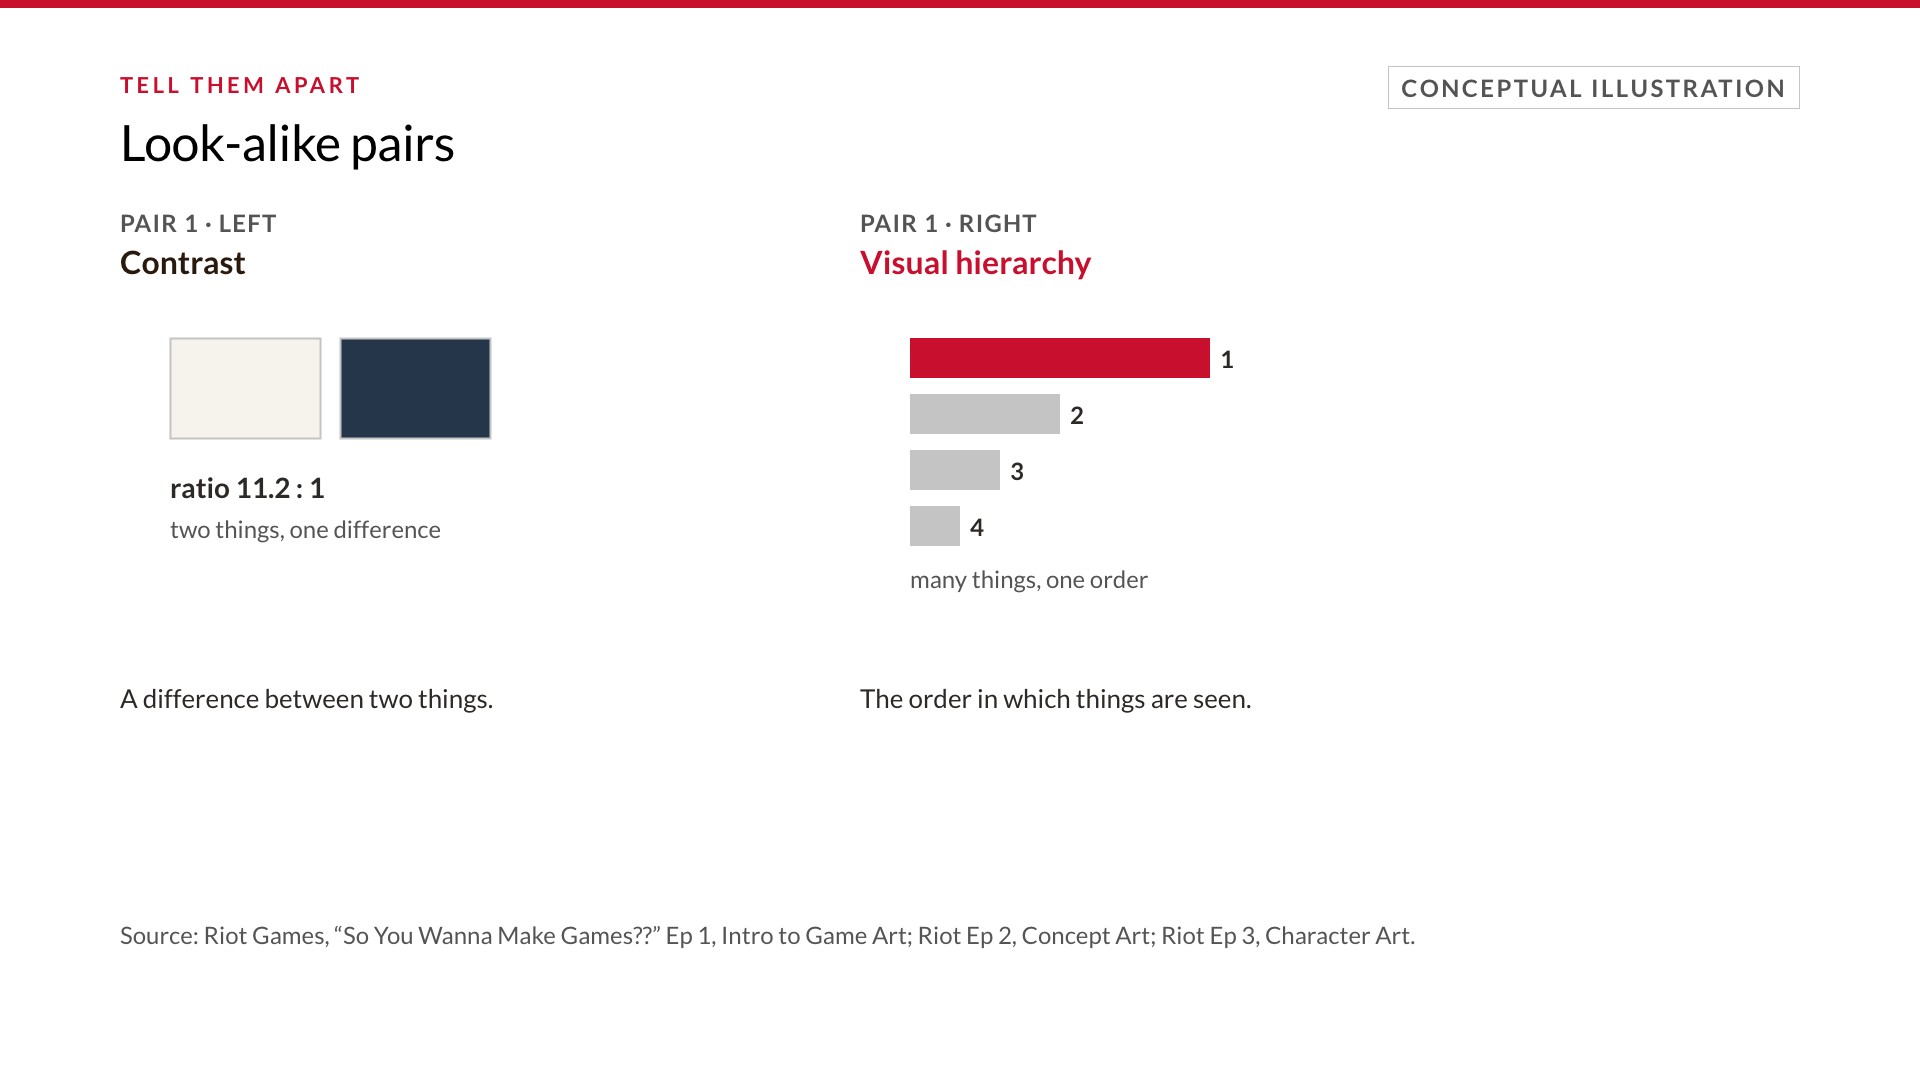 TELL THEM APART
CONCEPTUAL ILLUSTRATION
Look-alike pairs
PAIR 1 · LEFT
Contrast
ratio 11.2 : 1
two things, one difference
A difference between two things.
PAIR 1 · RIGHT
Visual hierarchy
1
2
3
4
many things, one order
The order in which things are seen.
Source: Riot Games, “So You Wanna Make Games??” Ep 1, Intro to Game Art; Riot Ep 2, Concept Art; Riot Ep 3, Character Art.